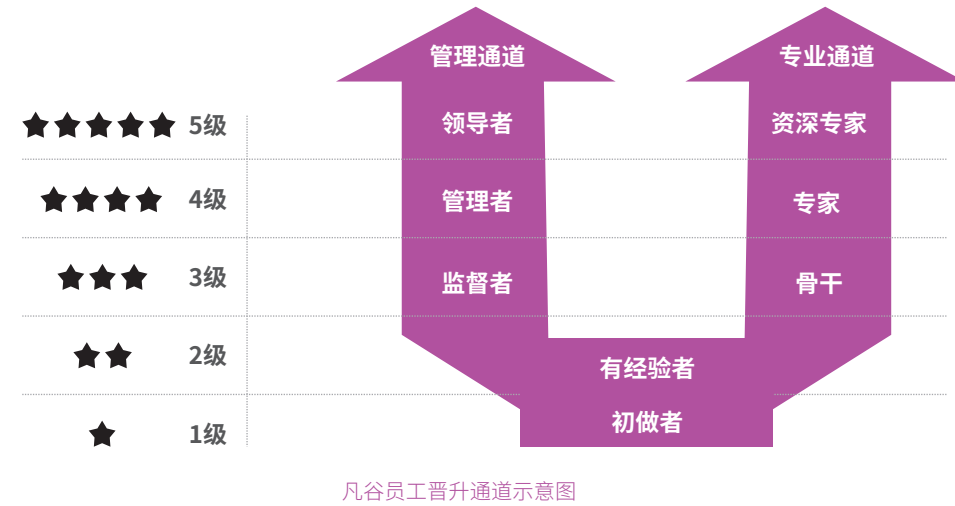 管理通道
专业通道
5级
领导者
资深专家
4级
管理者
专家
3级
监督者
骨干
2级
有经验者
1级
初做者
凡谷员工晋升通道示意图